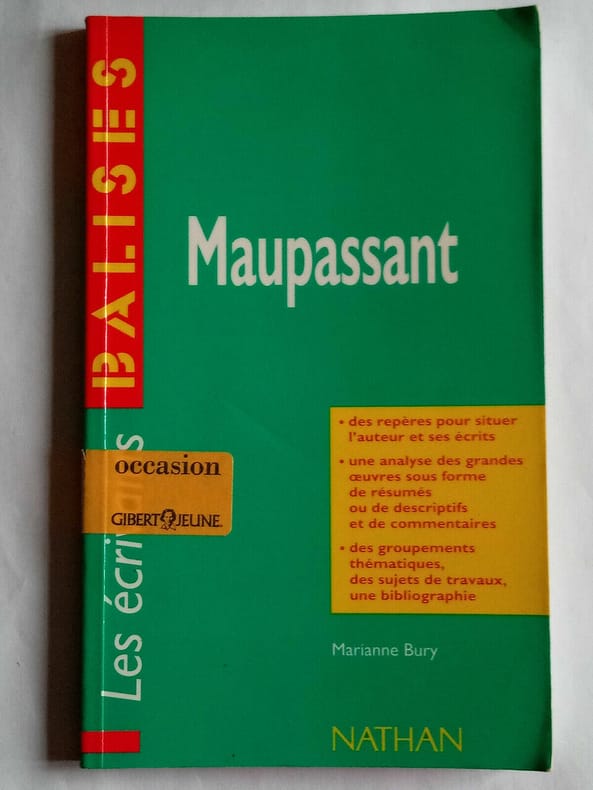 BALISES
Maupassant
• des repères pour situer
l'auteur et ses écrits
• une analyse des grandes
œuvres sous forme
de résumés
ou de descriptifs
et de commentaires
• des groupements
thématiques,
des sujets de travaux,
une bibliographie
occasion
GIBERT JEUNE
Les écrivains
Marianne Bury
NATHAN